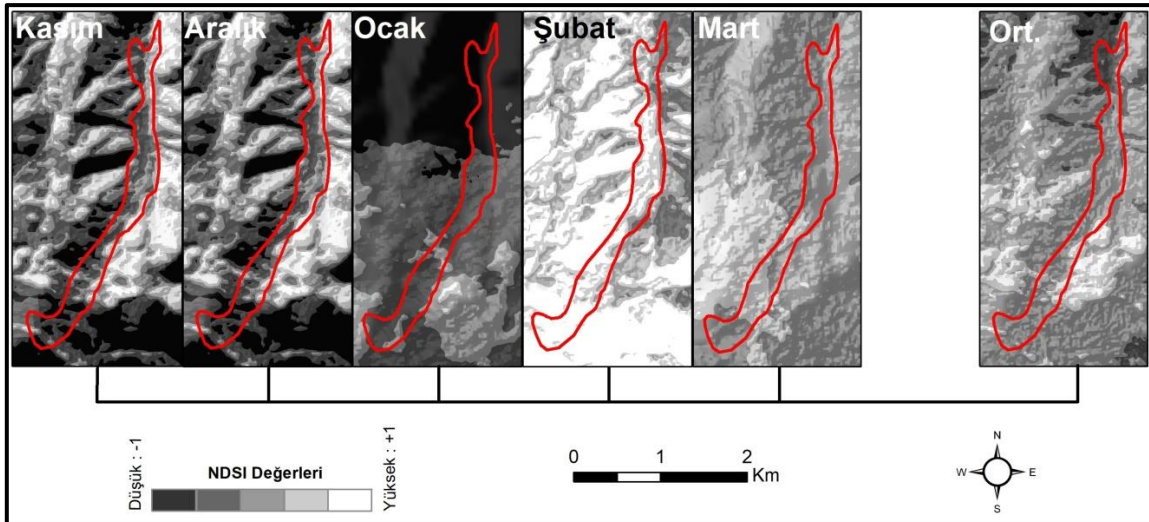 Kasım Aralık Ocak Şubat Mart Ort.
Düşük : -1
NDSI Değerleri
Yüksek : +1
0 1 2
Km
N
W E
S